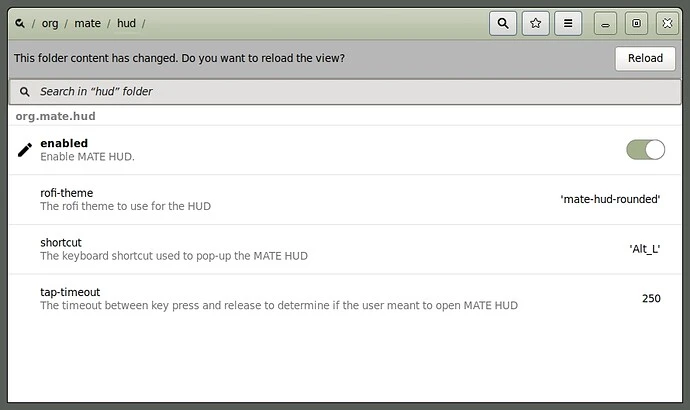 / org / mate / hud /
This folder content has changed. Do you want to reload the view?
Reload
Search in “hud” folder
org.mate.hud
enabled
Enable MATE HUD.
rofi-theme
The rofi theme to use for the HUD
'mate-hud-rounded'
shortcut
The keyboard shortcut used to pop-up the MATE HUD
'Alt_L'
tap-timeout
The timeout between key press and release to determine if the user meant to open MATE HUD
250